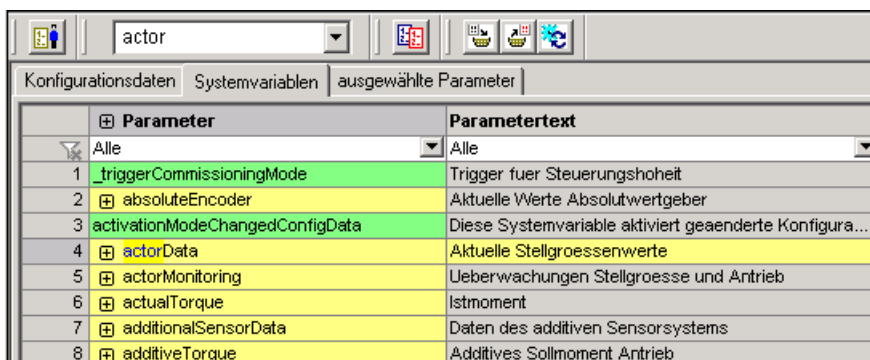 actor
Konfigurationsdaten Systemvariablen ausgewählte Parameter
Parameter Parametertext
Alle Alle
1 _triggerCommissioningMode Trigger fuer Steuerungshoheit
2 absoluteEncoder Aktuelle Werte Absolutwertgeber
3 activationModeChangedConfigData Diese Systemvariable aktiviert geaenderte Konfigura...
4 actorData Aktuelle Stellgroessenwerte
5 actorMonitoring Ueberwachungen Stellgroesse und Antrieb
6 actualTorque Istmoment
7 additionalSensorData Daten des additiven Sensorsystems
8 additiveTorque Additives Sollmoment Antrieb